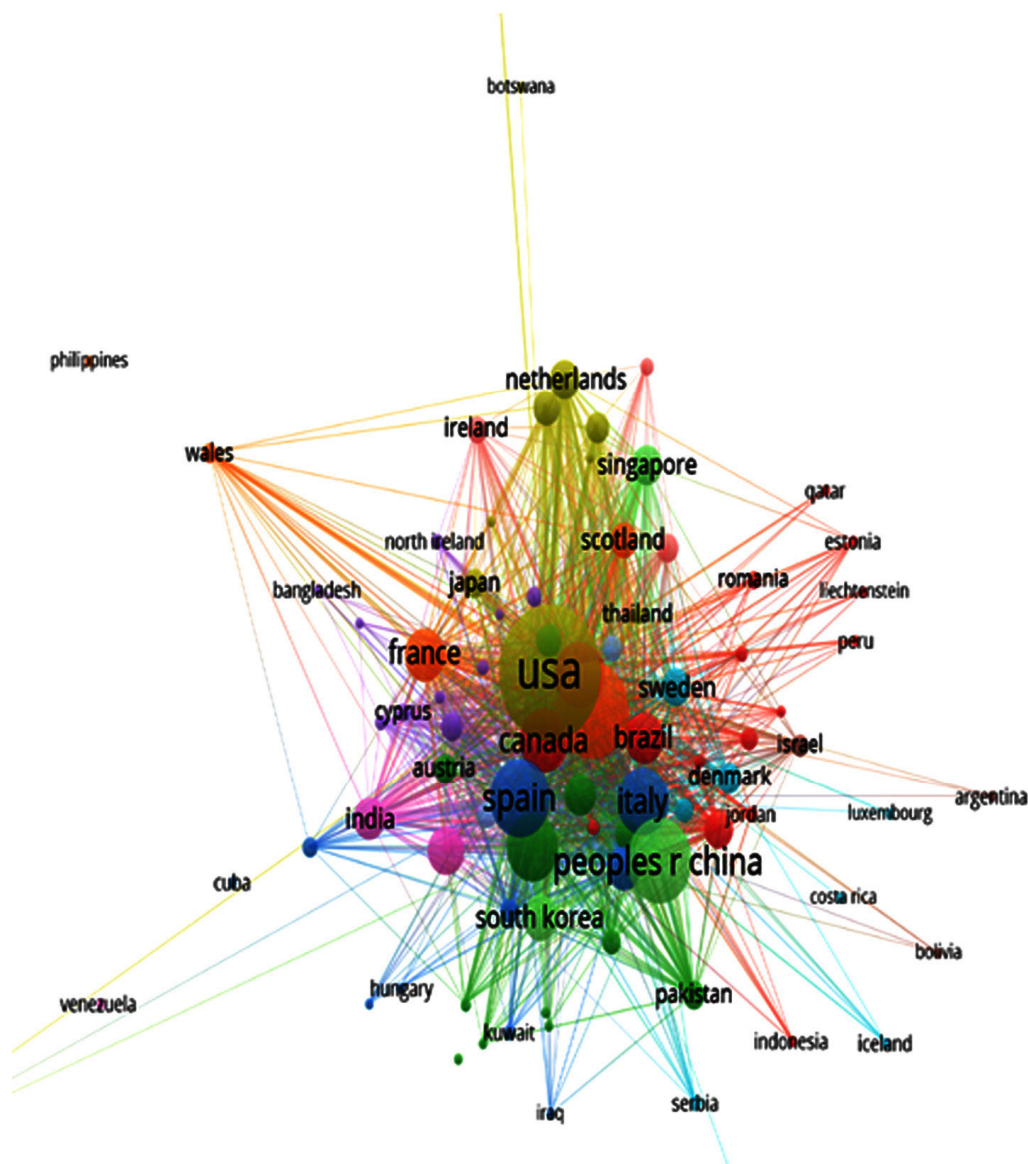 botswana
philippines
netherlands
ireland
wales
singapore
qatar
scotland
north ireland
estonia
japan
romania
bangladesh
liechtenstein
thailand
peru
france
usa
sweden
cyprus
canada
brazil
israel
austria
denmark
spain
italy
argentina
luxembourg
jordan
india
peoples r china
cuba
costa rica
south korea
bolivia
hungary
pakistan
venezuela
kuwait
indonesia
iceland
serbia
iraq